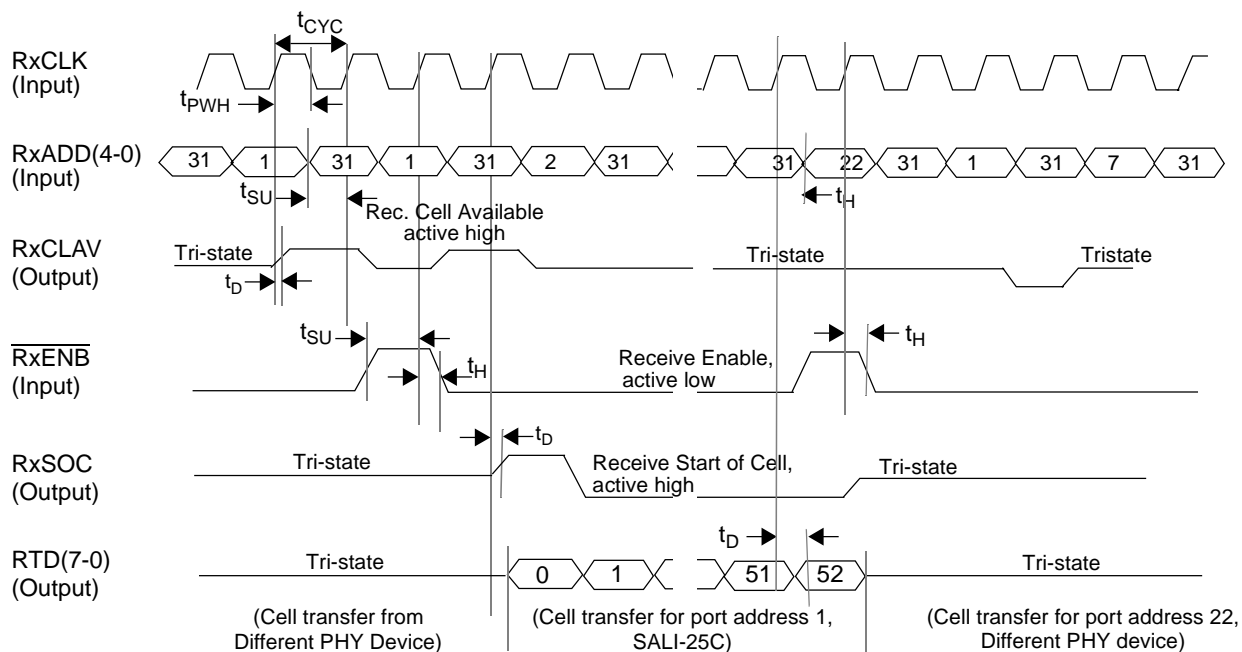 tCYC
RxCLK
(Input)
tPWH
RxADD(4-0)
(Input)
31 1 31 1 31 2 31 31 22 31 1 31 7 31
tSU
tH
Rec. Cell Available
active high
RxCLAV
(Output)
Tri-state
Tri-state
Tristate
tD
tSU
tH
RxENB
(Input)
tH
Receive Enable,
active low
tD
RxSOC
(Output)
Tri-state
Receive Start of Cell,
active high
Tri-state
tD
RTD(7-0)
(Output)
Tri-state
0 1 51 52
Tri-state
(Cell transfer from
Different PHY Device)
(Cell transfer for port address 1,
SALI-25C)
(Cell transfer for port address 22,
Different PHY device)